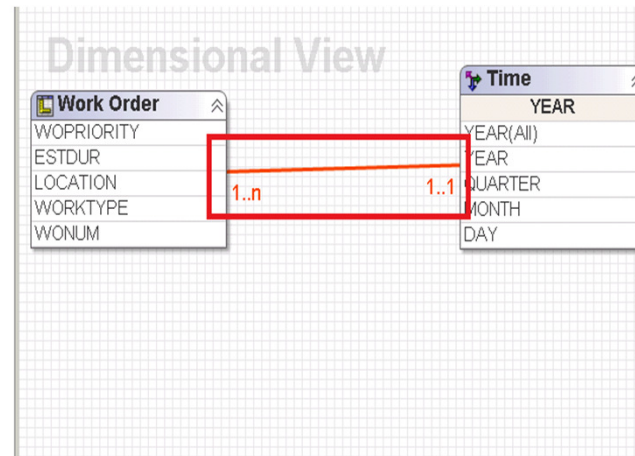 Dimensional View
Work Order
WOPRIORITY
ESTDUR
LOCATION
WORKTYPE
WONUM
1..n
1..1
Time
YEAR
YEAR(All)
YEAR
QUARTER
MONTH
DAY